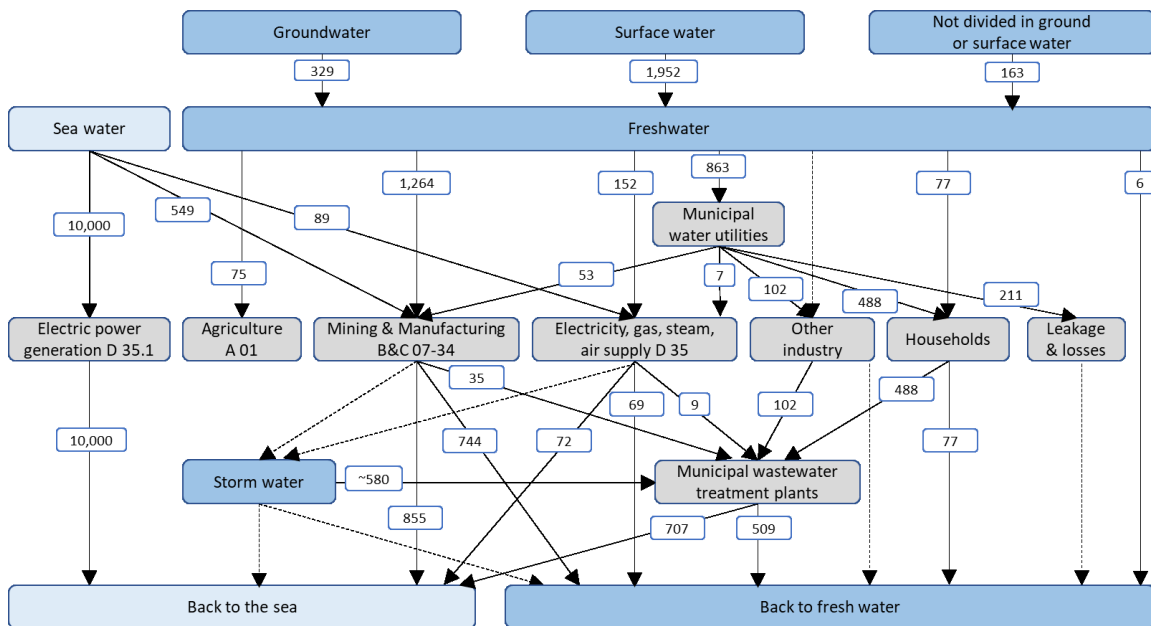 Groundwater
Surface water
Not divided in ground
or surface water
329
1,952
163
Sea water
Freshwater
863
1,264
152
77
6
549
10,000
89
Municipal
water utilities
75
53
7
102
488
211
Electric power
generation D 35.1
Agriculture
A 01
Mining & Manufacturing
B&C 07-34
Electricity, gas, steam,
air supply D 35
Other
industry
Households
Leakage
& losses
35
69
9
102
488
10,000
744
72
77
Storm water
~580
Municipal wastewater
treatment plants
855
707
509
Back to the sea
Back to fresh water